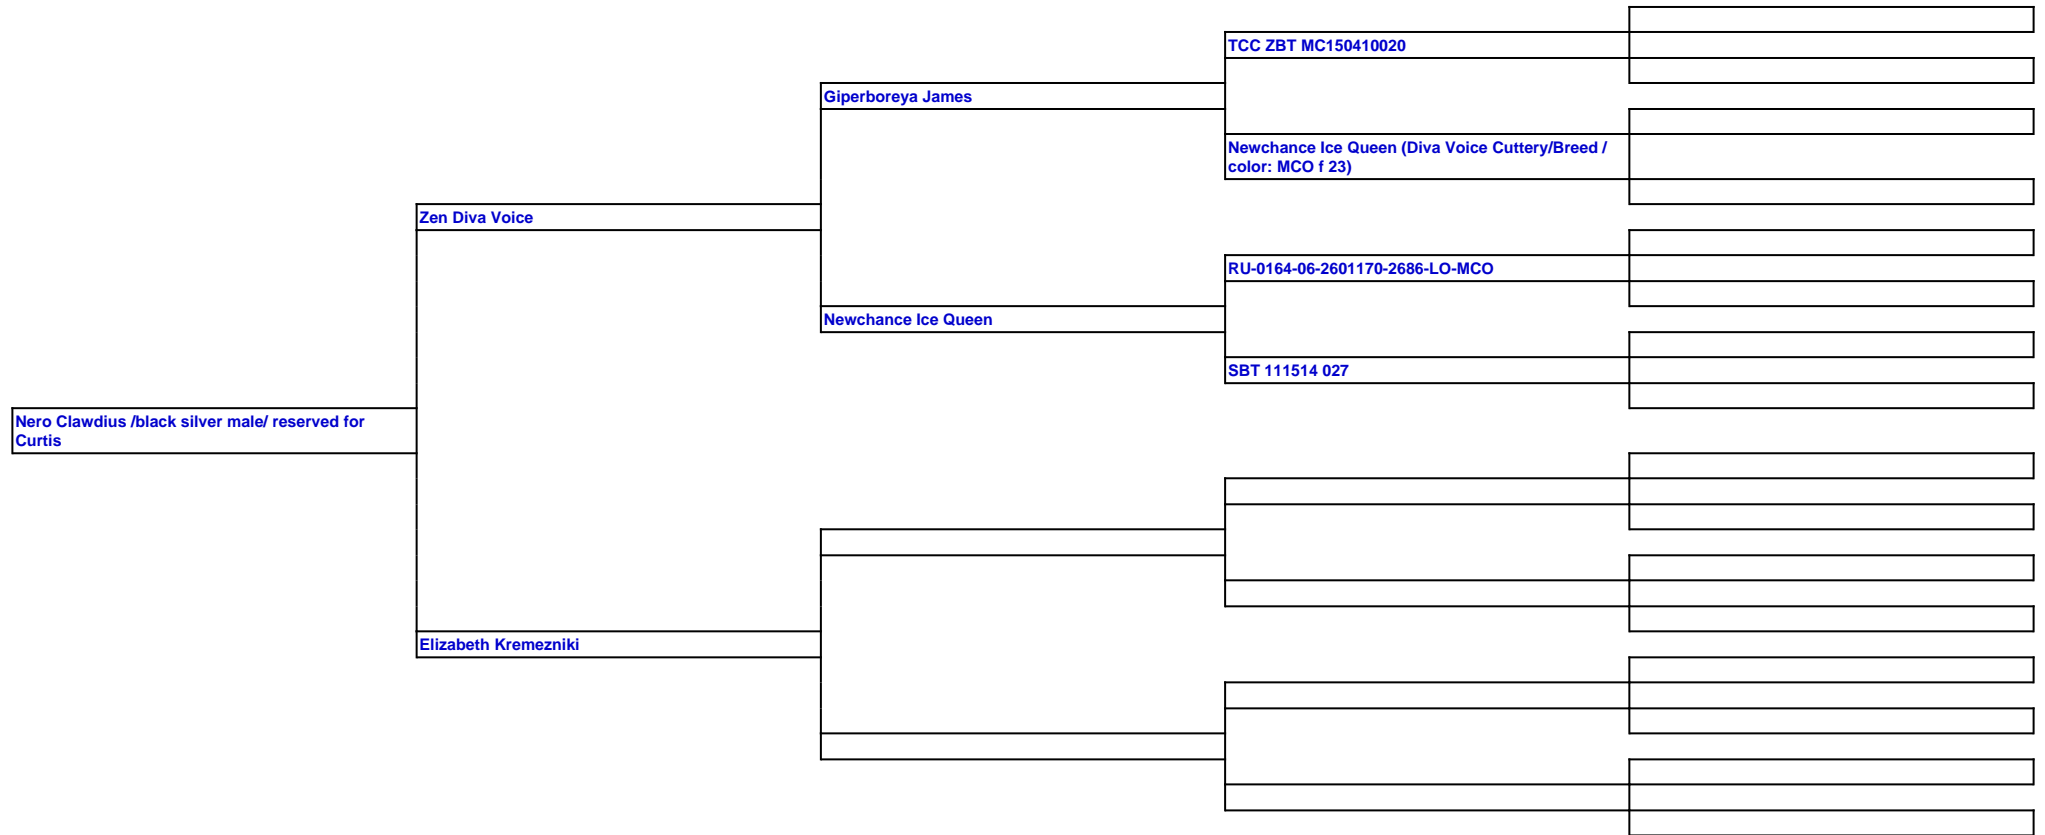 TCC ZBT MC150410020
Giperboreya James
Newchance Ice Queen (Diva Voice Cuttery/Breed /
color: MCO f 23)
Zen Diva Voice
RU-0164-06-2601170-2686-LO-MCO
Newchance Ice Queen
SBT 111514 027
Nero Clawdius /black silver male/ reserved for
Curtis
Elizabeth Kremezniki